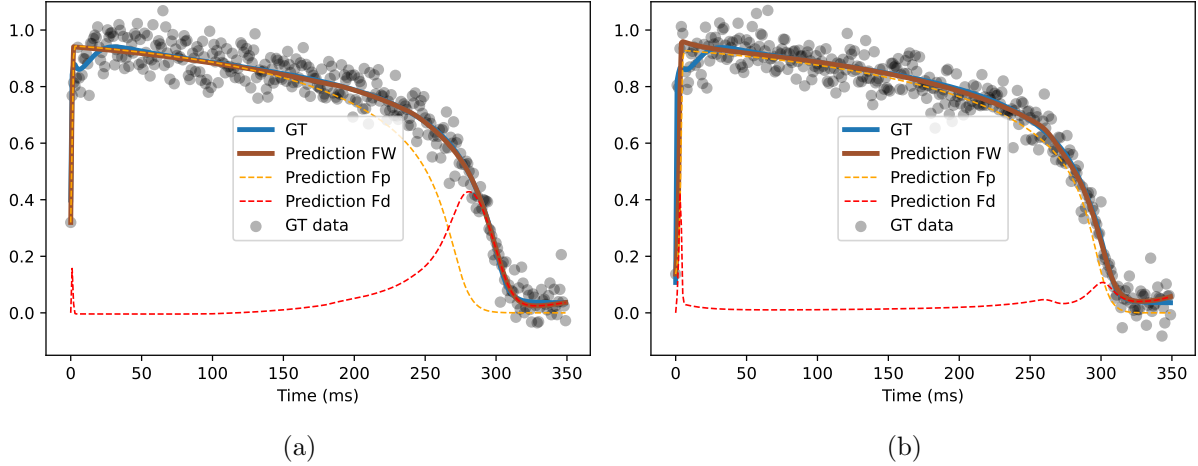 1.0
0.8
0.6
0.4
0.2
0.0
GT
Prediction FW
Prediction Fp
Prediction Fd
GT data
0 50 100 150 200 250 300 350
Time (ms)
(a)
1.0
0.8
0.6
0.4
0.2
0.0
GT
Prediction FW
Prediction Fp
Prediction Fd
GT data
0 50 100 150 200 250 300 350
Time (ms)
(b)